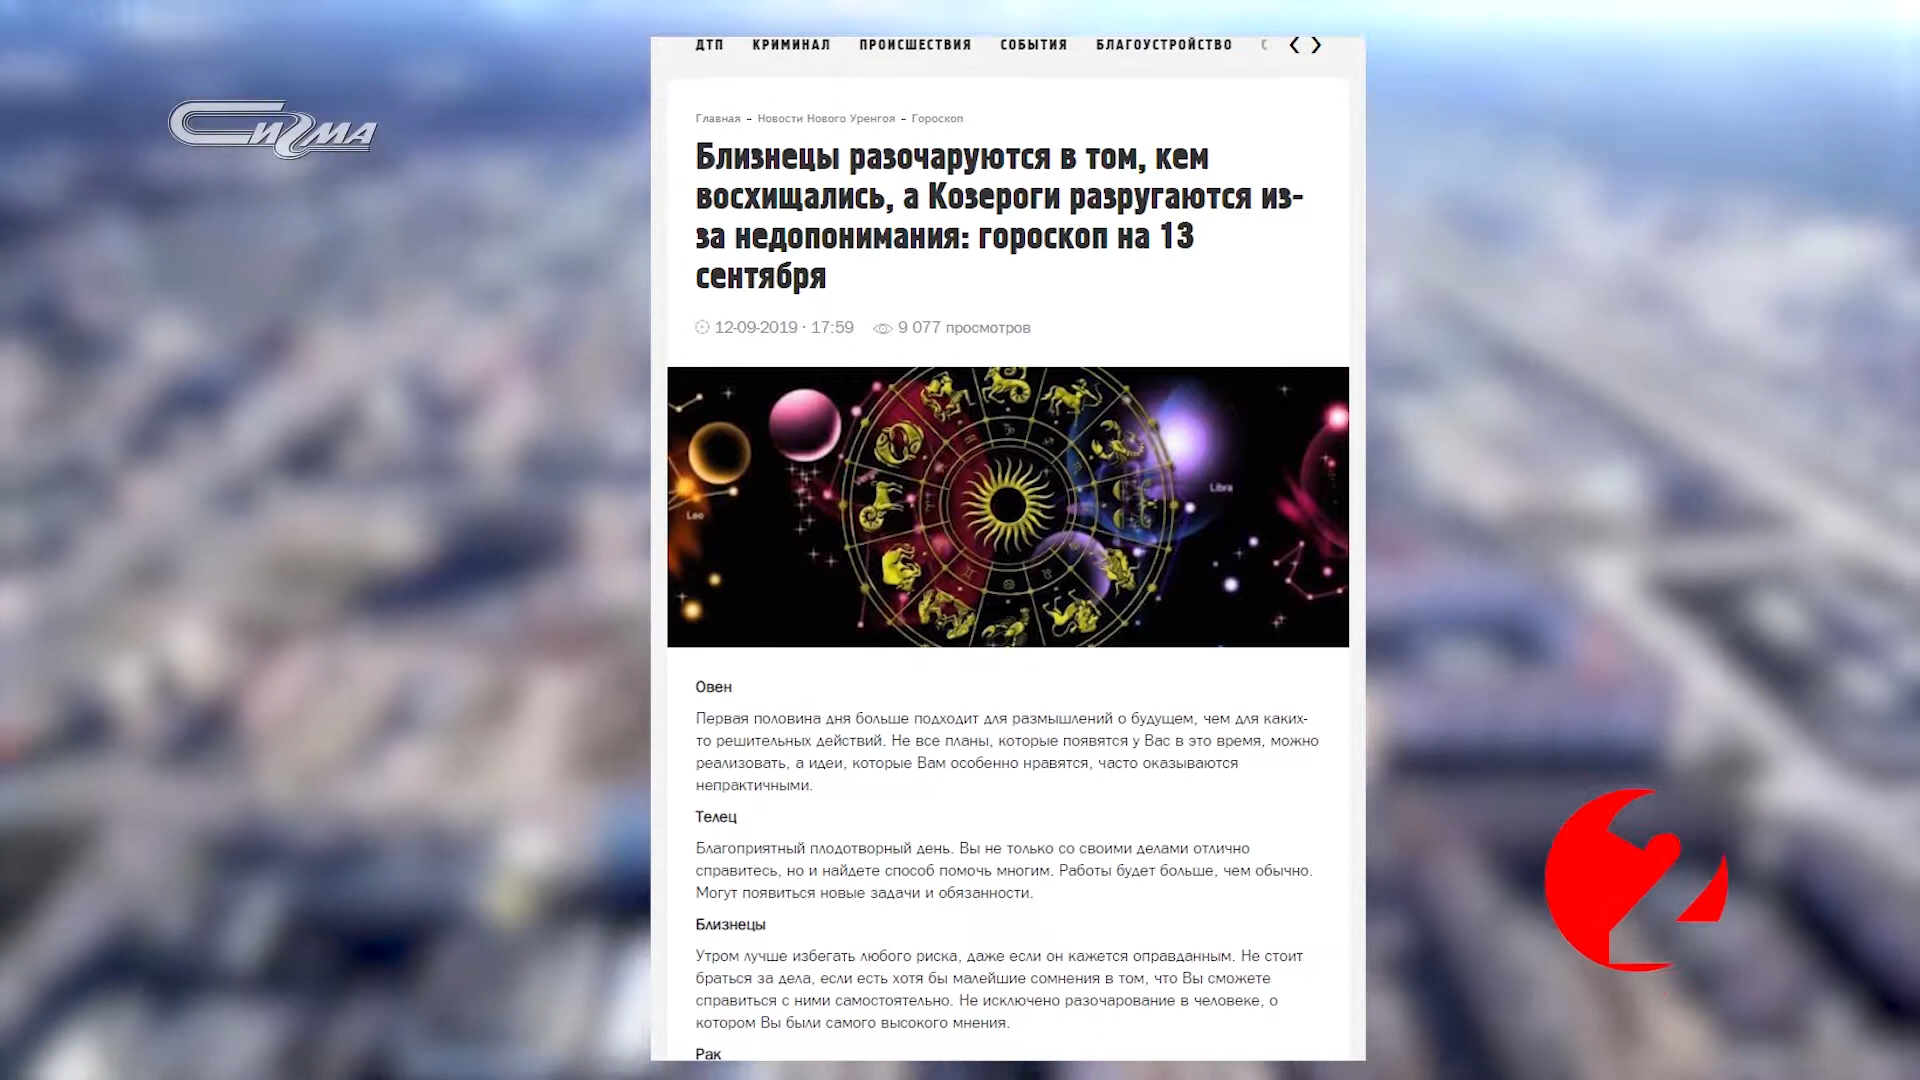 ДТП КРИМИНАЛ ПРОИСШЕСТВИЯ СОБЫТИЯ БЛАГОУСТРОЙСТВО С
СИГМА
Главная - Новости Нового Уренгоя - Гороскоп
Близнецы разочаруются в том, кем
восхищались, а Козероги разругаются из-
за недопонимания: гороскоп на 13
сентября
12-09-2019 · 17:59 9 077 просмотров
Leo
Libra
Овен
Первая половина дня больше подходит для размышлений о будущем, чем для каких-
то решительных действий. Не все планы, которые появятся у Вас в это время, можно
реализовать, а идеи, которые Вам особенно нравятся, часто оказываются
непрактичными.
Телец
Благоприятный плодотворный день. Вы не только со своими делами отлично
справитесь, но и найдете способ помочь многим. Работы будет больше, чем обычно.
Могут появиться новые задачи и обязанности.
Близнецы
Утром лучше избегать любого риска, даже если он кажется оправданным. Не стоит
браться за дела, если есть хотя бы малейшие сомнения в том, что Вы сможете
справиться с ними самостоятельно. Не исключено разочарование в человеке, о
котором Вы были самого высокого мнения.
Рак
2